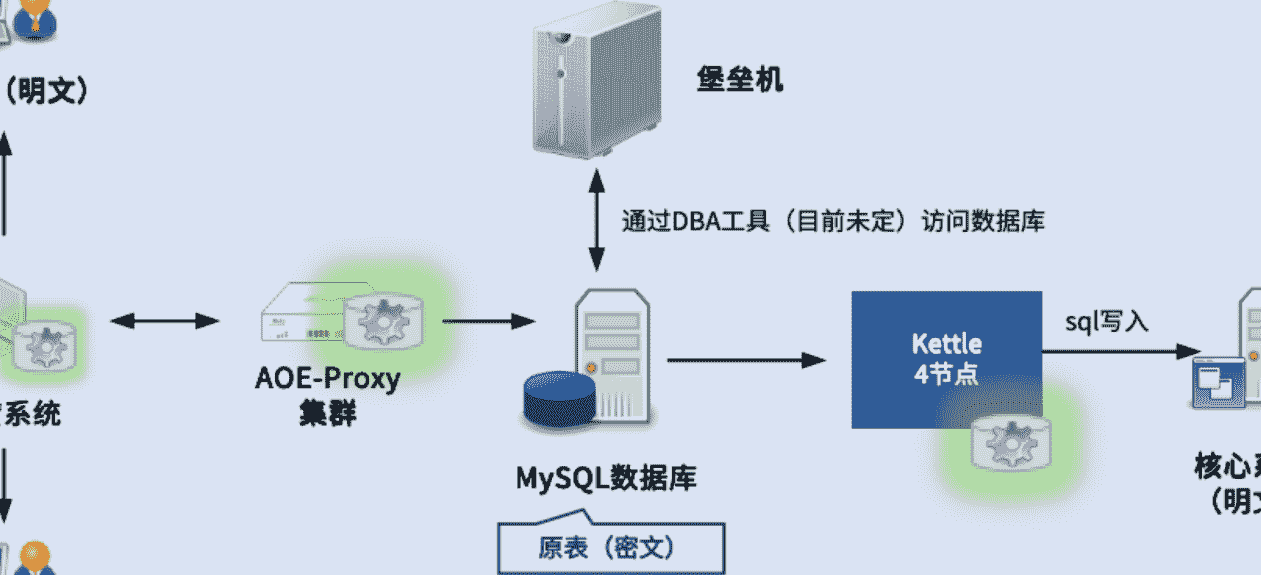 （明文）
堡垒机
通过DBA工具（目前未定）访问数据库
sql写入
Kettle
4节点
AOE-Proxy
集群
系统
MySQL数据库
核心
（明
原表（密文）